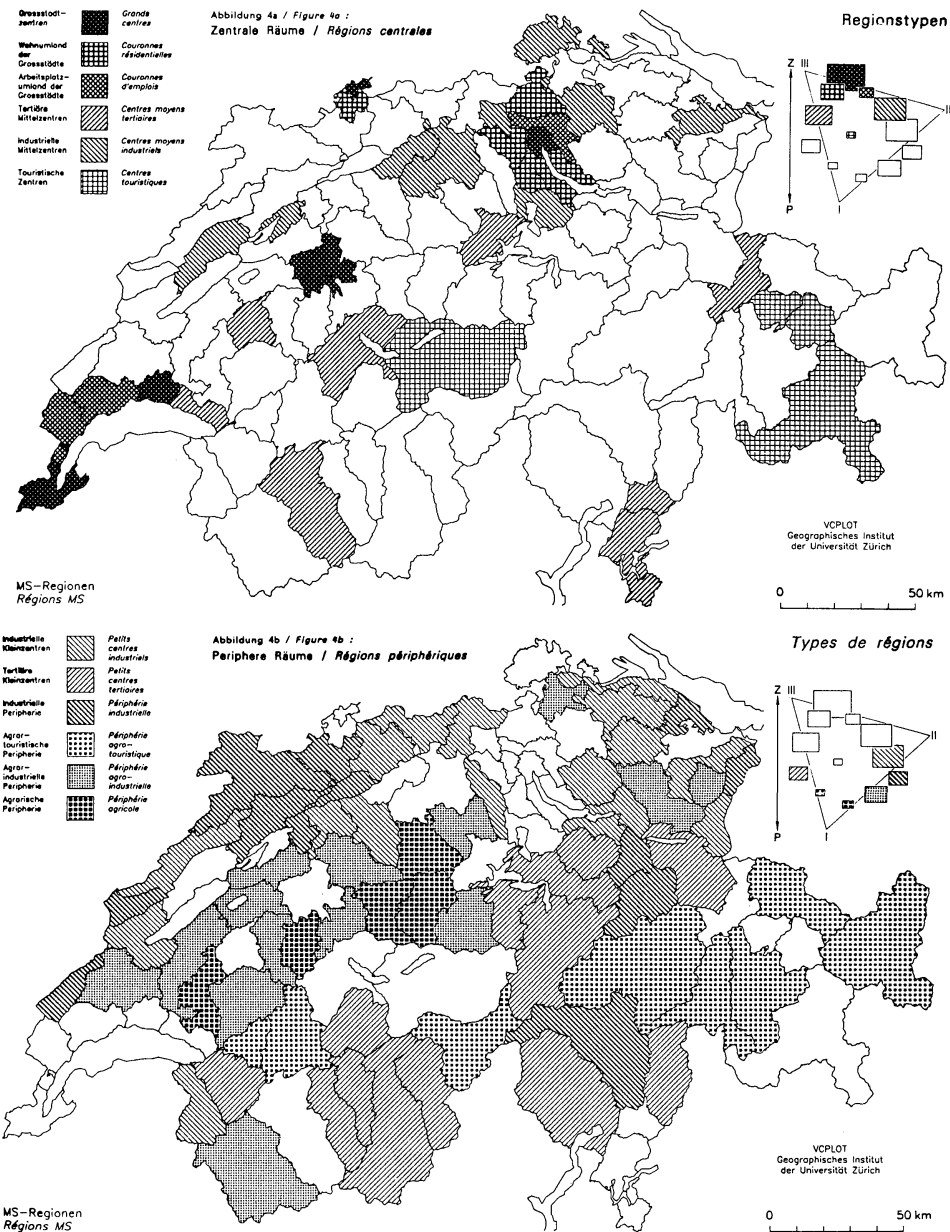 Grossstadt-
zentren
Grands
centres
Wohnumland
der
Grossstädte
Couronnes
résidentielles
Arbeitsplatz-
umland der
Grossstädte
Couronnes
d'emplois
Tertiäre
Mittelzentren
Centres moyens
tertiaires
Industrielle
Mittelzentren
Centres moyens
industriels
Touristische
Zentren
Centres
touristiques
Abbildung 4a / Figure 4a :
Zentrale Räume / Régions centrales
Regionstypen
Z III
II
P
I
VCPLOT
Geographisches Institut
der Universität Zürich
MS-Regionen
Régions MS
0 50 km
Industrielle
Kleinzentren
Petits
centres
industriels
Tertiäre
Kleinzentren
Petits
centres
tertiaires
Industrielle
Peripherie
Périphérie
industrielle
Agrar-
touristische
Peripherie
Périphérie
agro-
touristique
Agrar-
industrielle
Peripherie
Périphérie
agro-
industrielle
Agrarische
Peripherie
Périphérie
agricole
Abbildung 4b / Figure 4b :
Periphere Räume / Régions périphériques
Types de régions
Z III
II
P
I
VCPLOT
Geographisches Institut
der Universität Zürich
MS-Regionen
Régions MS
0 50 km